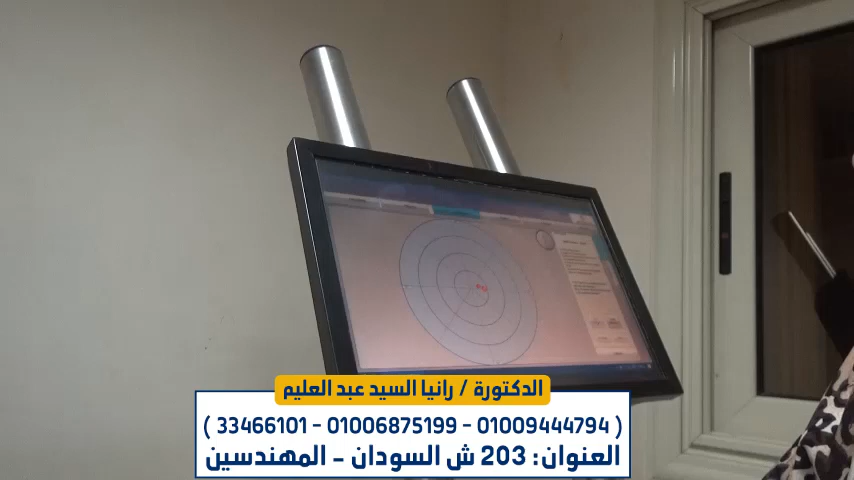 الدكتورة / رانيا السيد عبد العليم
( 33466101 - 01006875199 - 01009444794 )
العنوان: 203 ش السودان - المهندسين